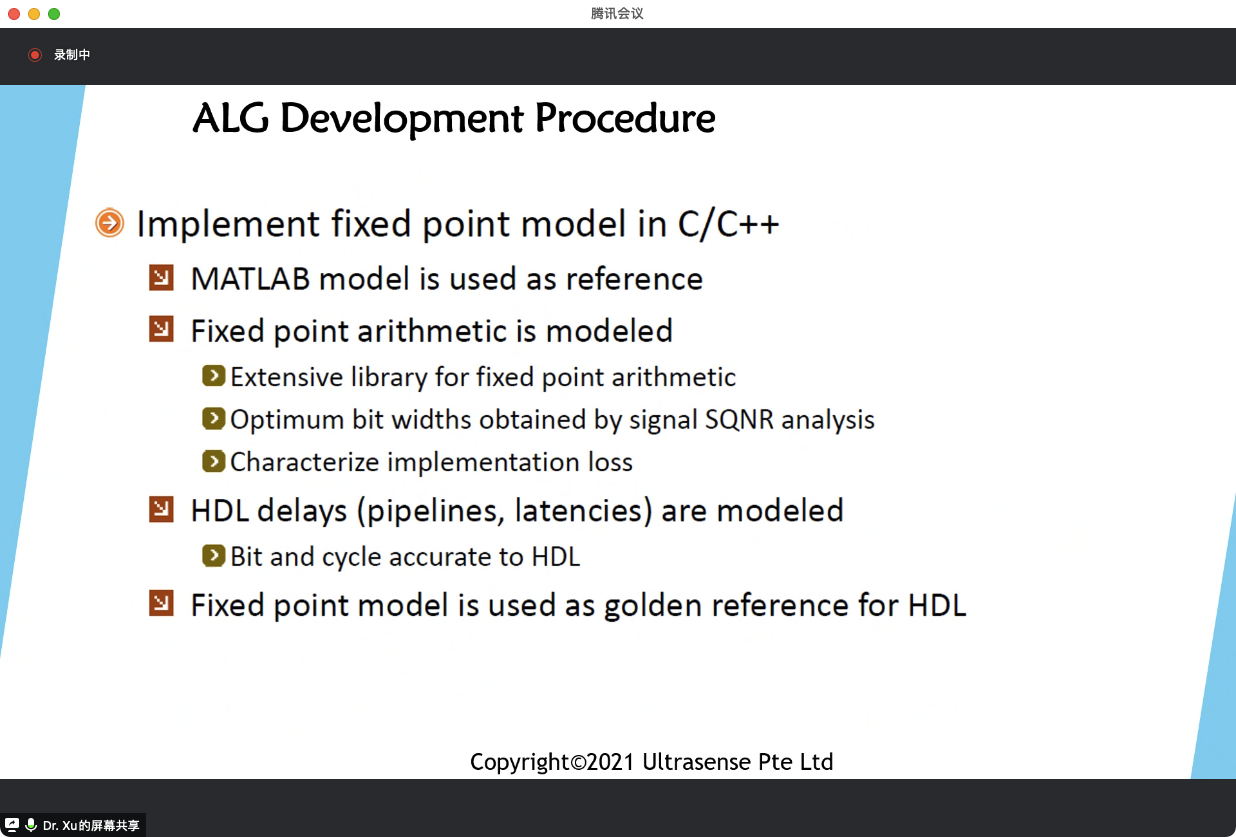 腾讯会议
录制中
ALG Development Procedure
Implement fixed point model in C/C++
MATLAB model is used as reference
Fixed point arithmetic is modeled
Extensive library for fixed point arithmetic
Optimum bit widths obtained by signal SQNR analysis
Characterize implementation loss
HDL delays (pipelines, latencies) are modeled
Bit and cycle accurate to HDL
Fixed point model is used as golden reference for HDL
Copyright©2021 Ultrasense Pte Ltd
Dr. Xu的屏幕共享